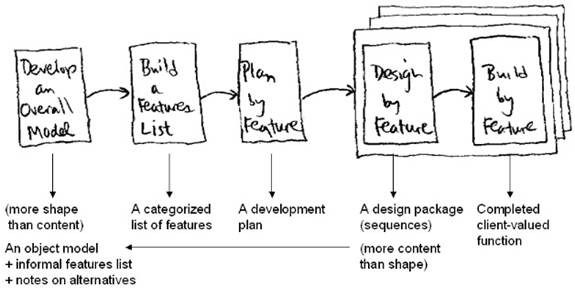 Develop
an
Overall
Model
Build
a
Features
List
Plan
by
Feature
Design
by
Feature
Build
by
Feature
(more shape
than content)
An object model
+ informal features list
+ notes on alternatives
A categorized
list of features
A development
plan
A design package
(sequences)
(more content
than shape)
Completed
client-valued
function